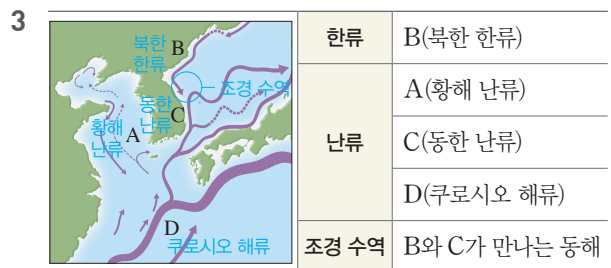 3
북한
한류
B
조경 수역
동한
난류
C
황해
난류
A
D
쿠로시오 해류
한류 B(북한 한류)
난류 A(황해 난류)
C(동한 난류)
D(쿠로시오 해류)
조경 수역 B와 C가 만나는 동해